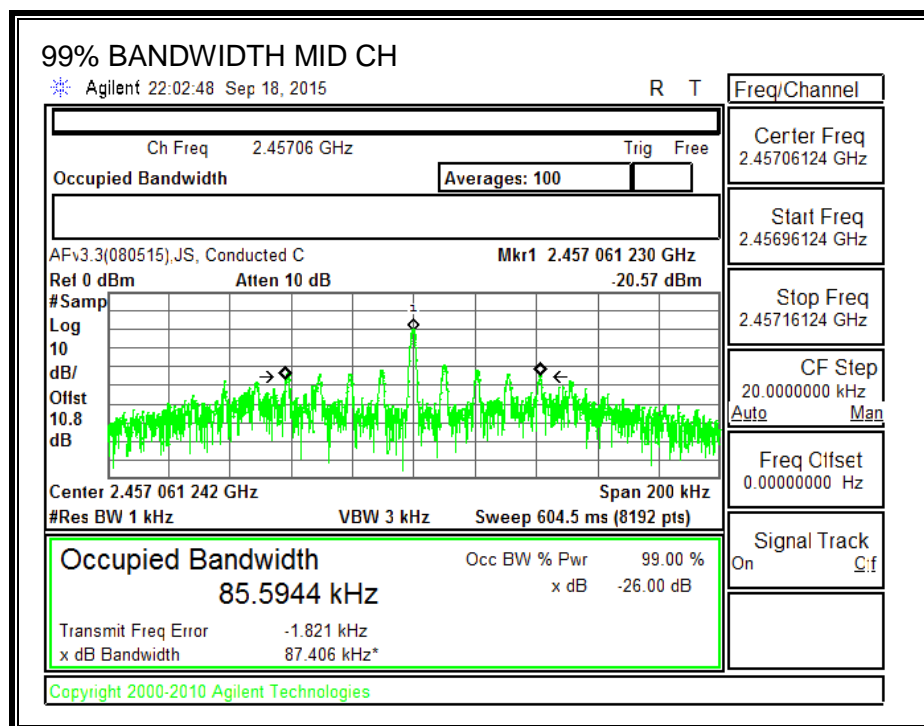 99% BANDWIDTH MID CH
Agilent 22:02:48 Sep 18, 2015 R T
Freq/Channel
Ch Freq 2.45706 GHz Trig Free
Occupied Bandwidth Averages: 100
Center Freq
2.45706124 GHz
Start Freq
2.45696124 GHz
Stop Freq
2.45716124 GHz
CF Step
20.0000000 kHz
Auto Man
Freq Offset
0.00000000 Hz
Signal Track
On Off
AFv3.3(080515),JS, Conducted C Mkr1 2.457 061 230 GHz
Ref 0 dBm Atten 10 dB -20.57 dBm
#Samp
Log
10
dB/
Offst
10.8
dB
1
Center 2.457 061 242 GHz Span 200 kHz
#Res BW 1 kHz VBW 3 kHz Sweep 604.5 ms (8192 pts)
Occupied Bandwidth Occ BW % Pwr 99.00 %
85.5944 kHz x dB -26.00 dB
Transmit Freq Error -1.821 kHz
x dB Bandwidth 87.406 kHz*
Copyright 2000-2010 Agilent Technologies